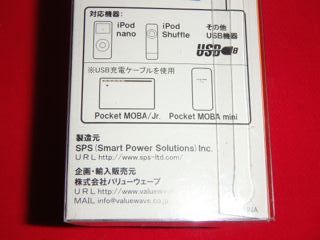 対応機器：
iPod nano
iPod Shuffle
その他 USB機器
USB
※USB充電ケーブルを使用
Pocket MOBA/Jr.
Pocket MOBA mini
製造元
SPS (Smart Power Solutions) Inc.
URL http://www.sps-ltd.com/
企画・輸入販売元
株式会社バリューウェーブ
URL http://www.valuewave
MAIL info@valuewave.co.jp